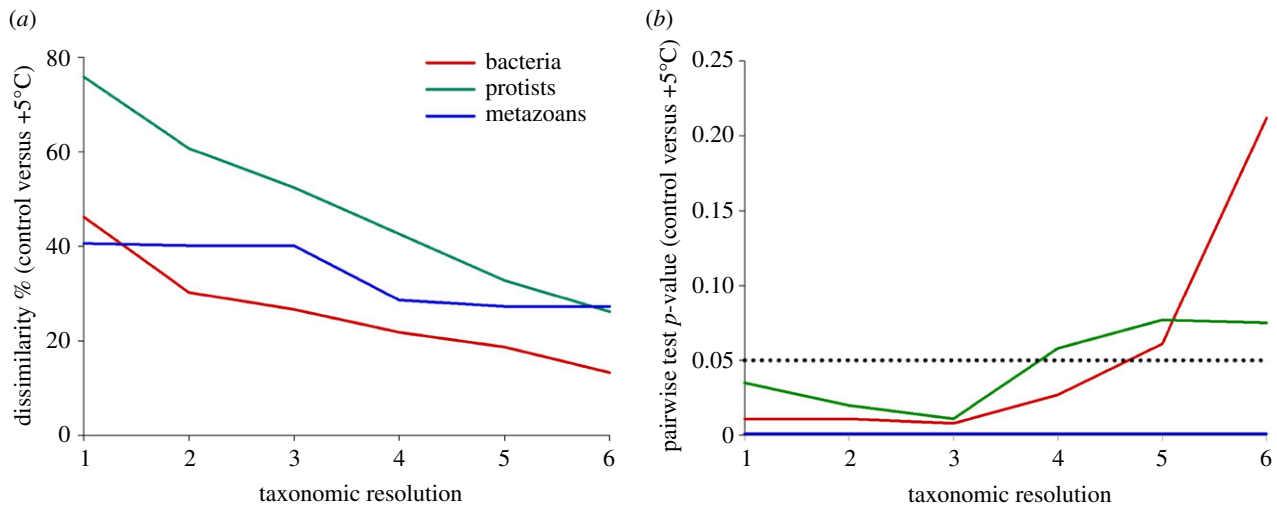 (a)
dissimilarity % (control versus +5°C)
80
60
40
20
0
bacteria
protists
metazoans
1 2 3 4 5 6
taxonomic resolution
(b)
pairwise test p-value (control versus +5°C)
0.25
0.20
0.15
0.10
0.05
0
1 2 3 4 5 6
taxonomic resolution